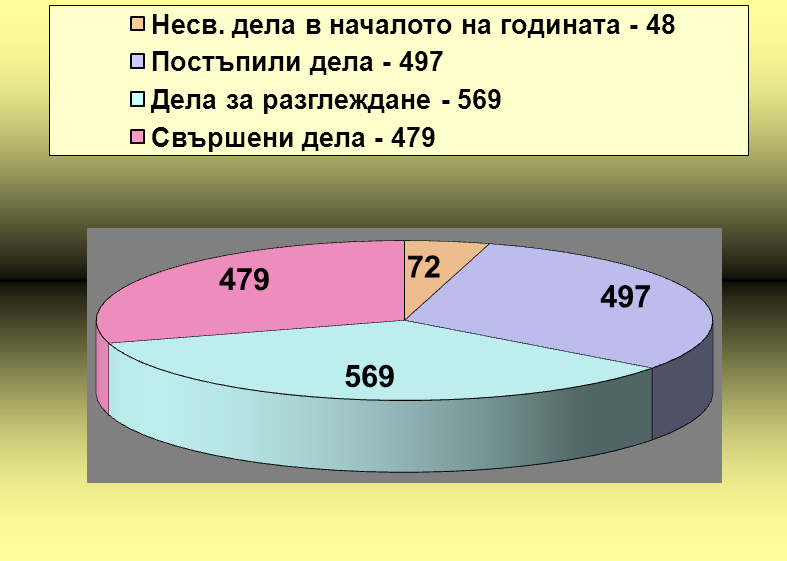 Несв. дела в началото на годината - 48
Постъпили дела - 497
Дела за разглеждане - 569
Свършени дела - 479
72
479
497
569